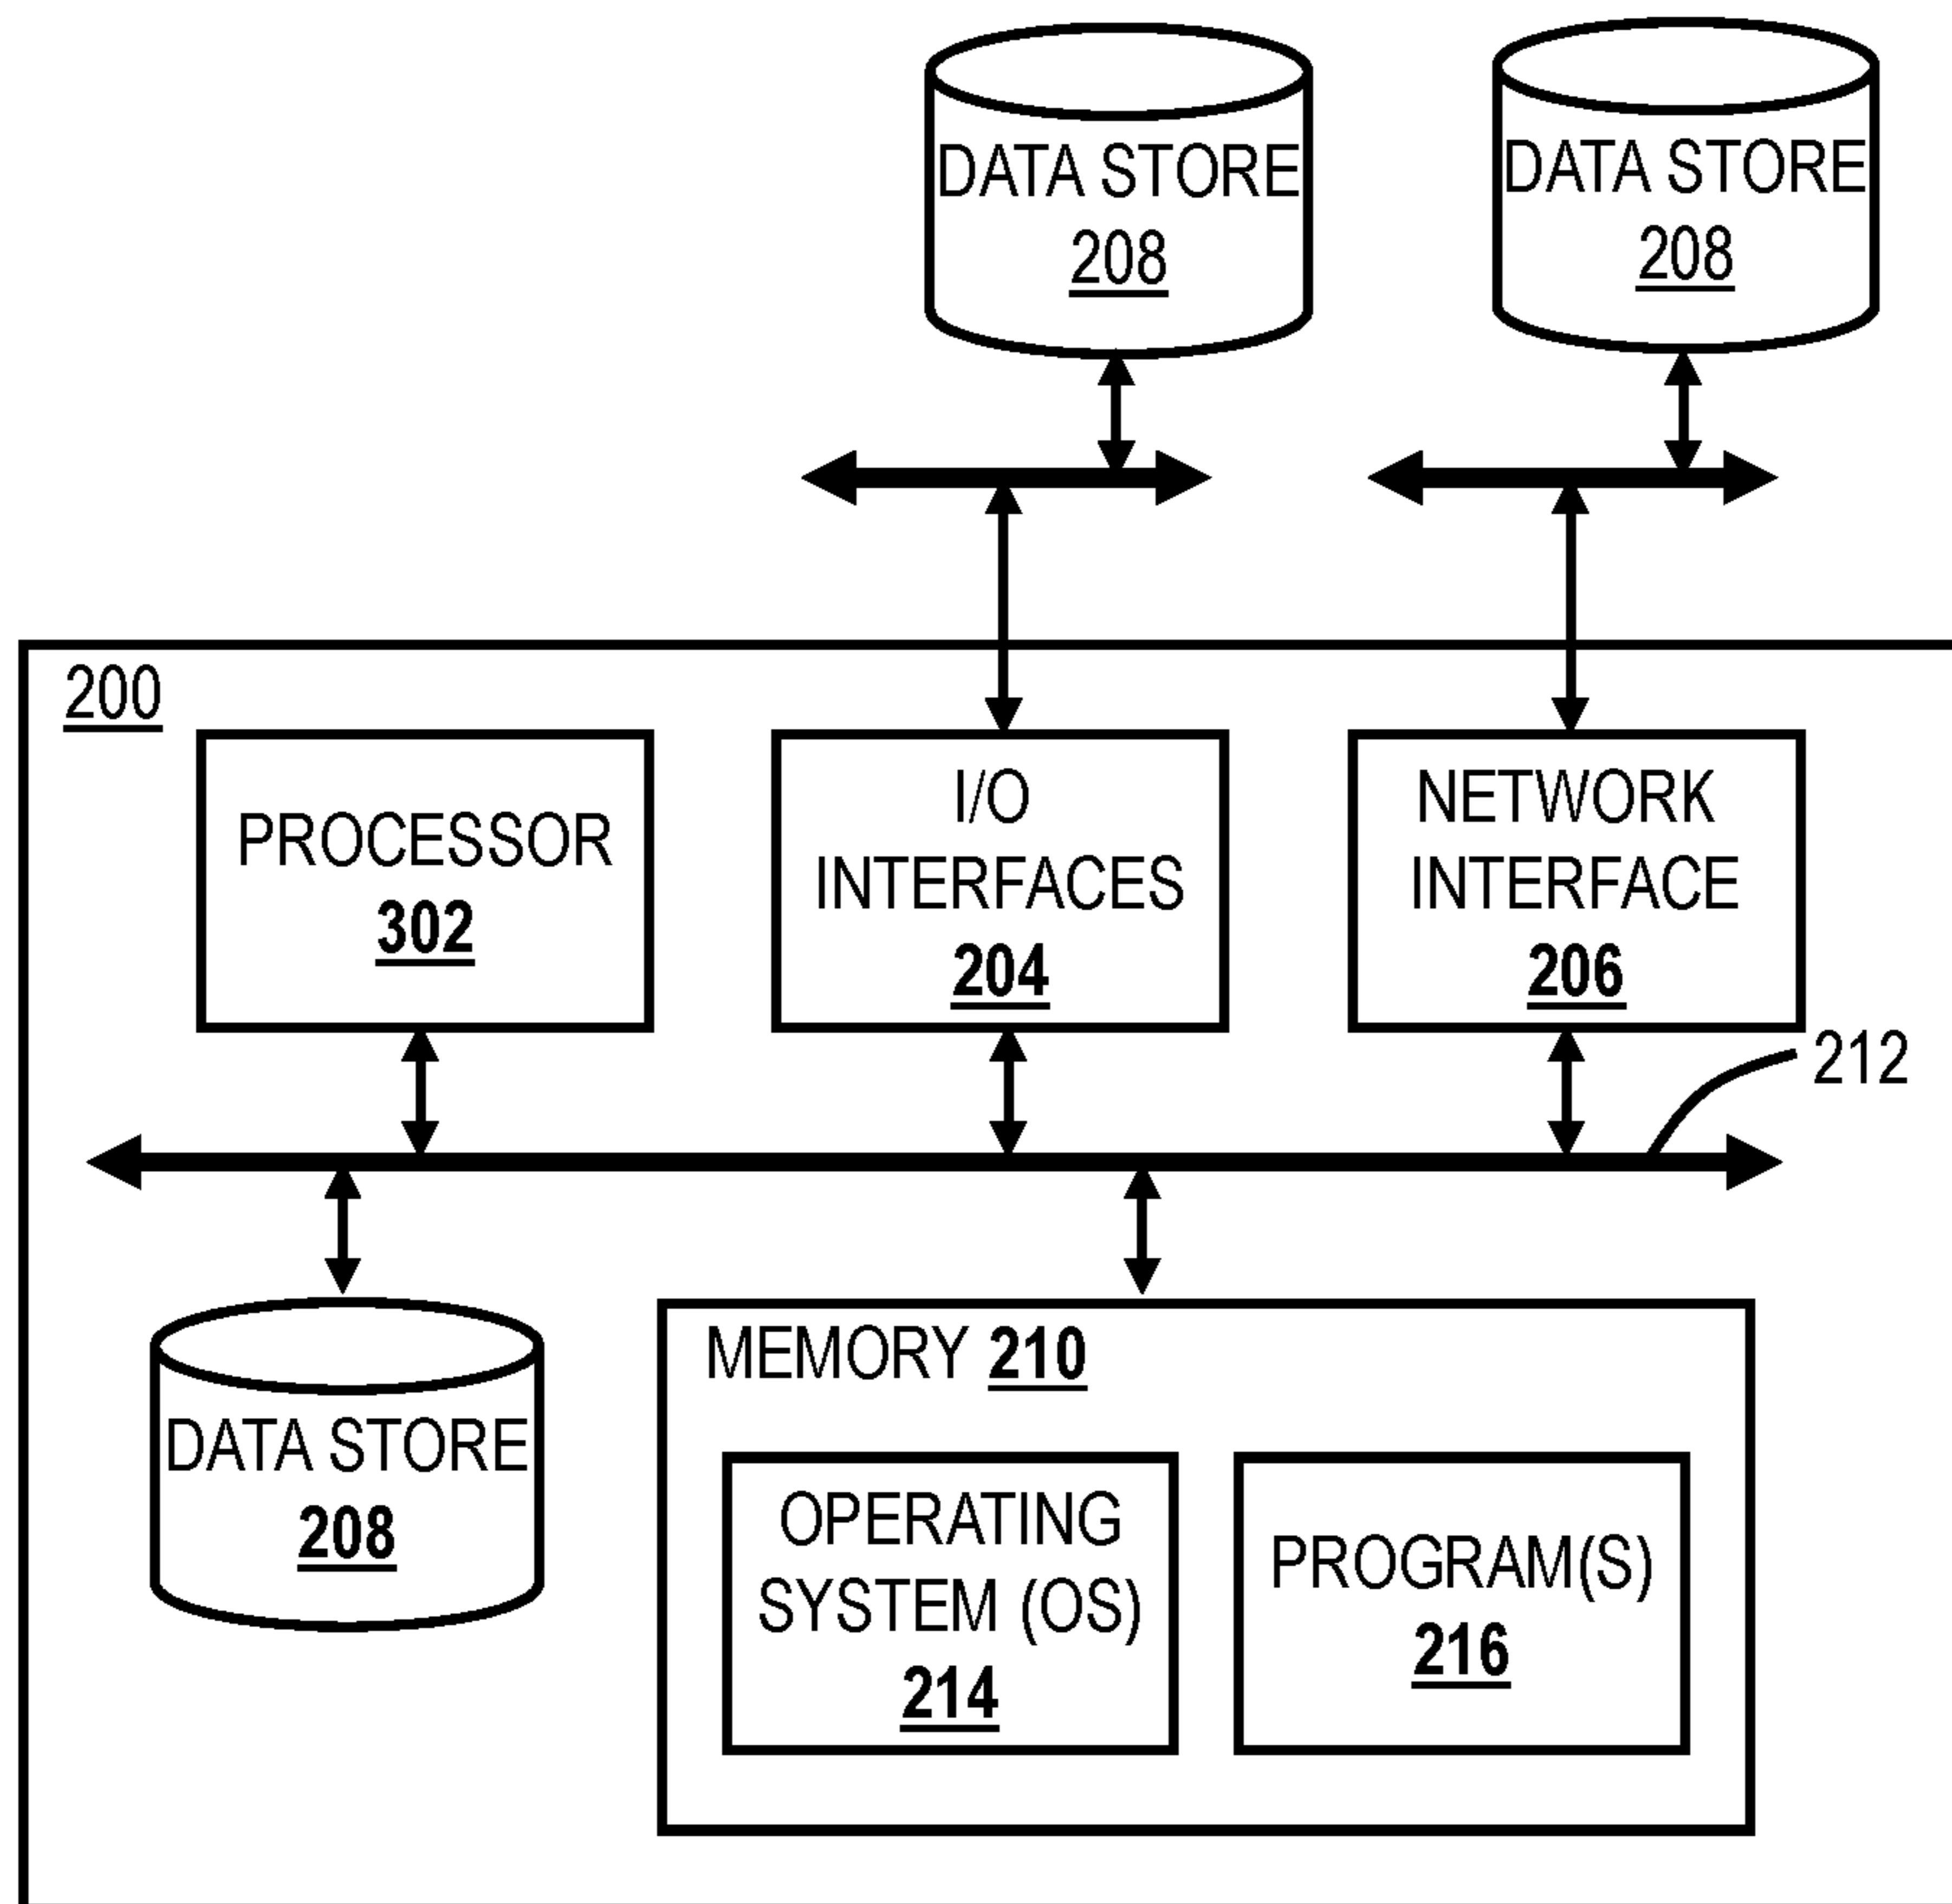 DATA STORE
208
DATA STORE
208
200
PROCESSOR
302
I/O
INTERFACES
204
NETWORK
INTERFACE
206
212
DATA STORE
208
MEMORY 210
OPERATING
SYSTEM (OS)
214
PROGRAM(S)
216